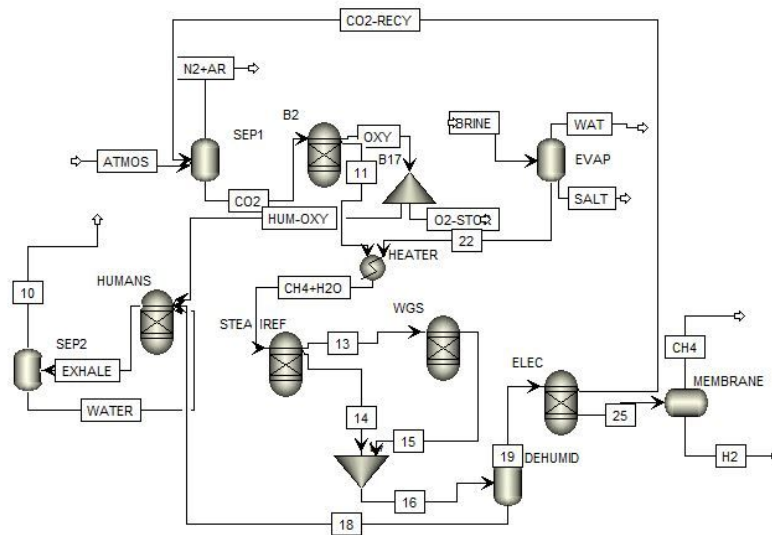 CO2-RECY
N2+AR
SEP1
B2
OXY
BRINE
WAT
ATMOS
B17
11
EVAP
CO2
SALT
HUM-OXY
O2-STOR
22
HEATER
10
HUMANS
CH4+H2O
WGS
STEA
IREF
13
SEP2
ELEC
CH4
EXHALE
MEMBRANE
WATER
14
15
25
19
DEHUMID
H2
16
18